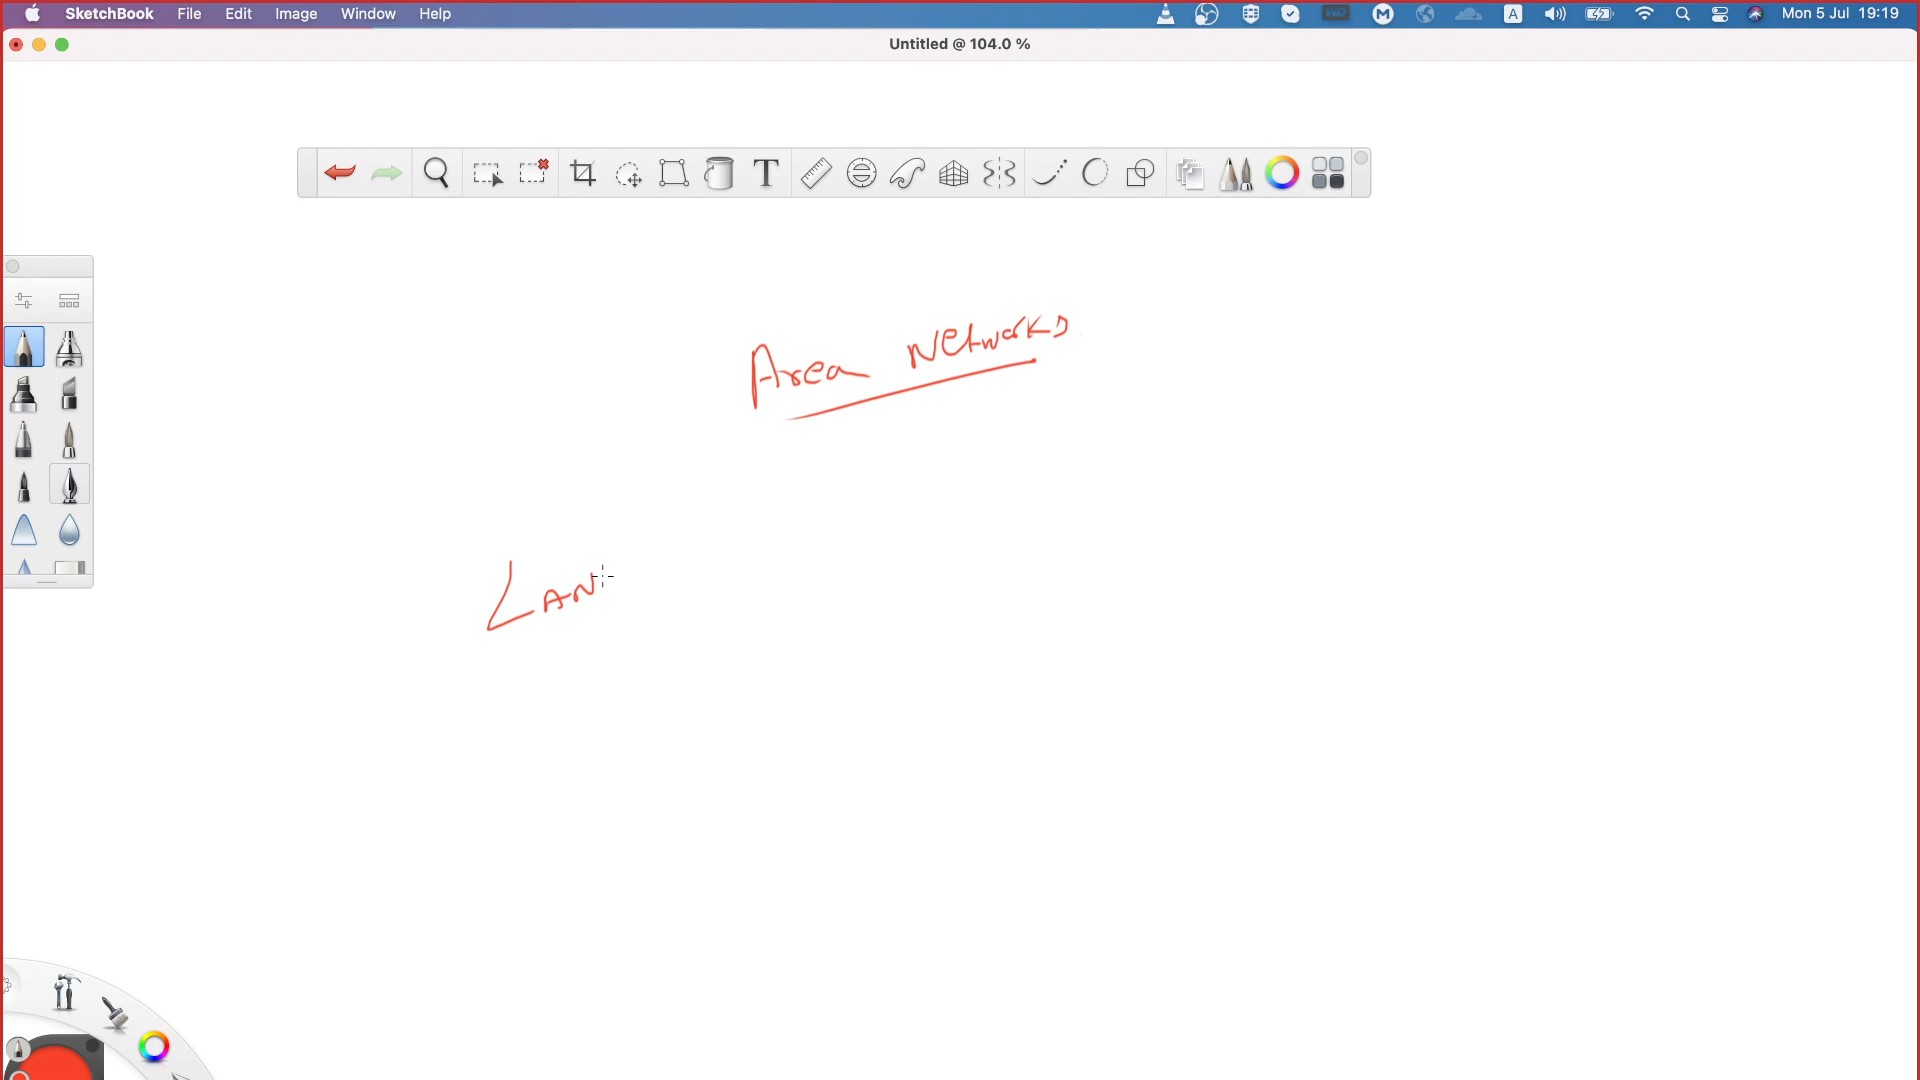 SketchBook File Edit Image Window Help A Mon 5 Jul 19:19
Untitled @ 104.0 %
T
Area Networks
LAN